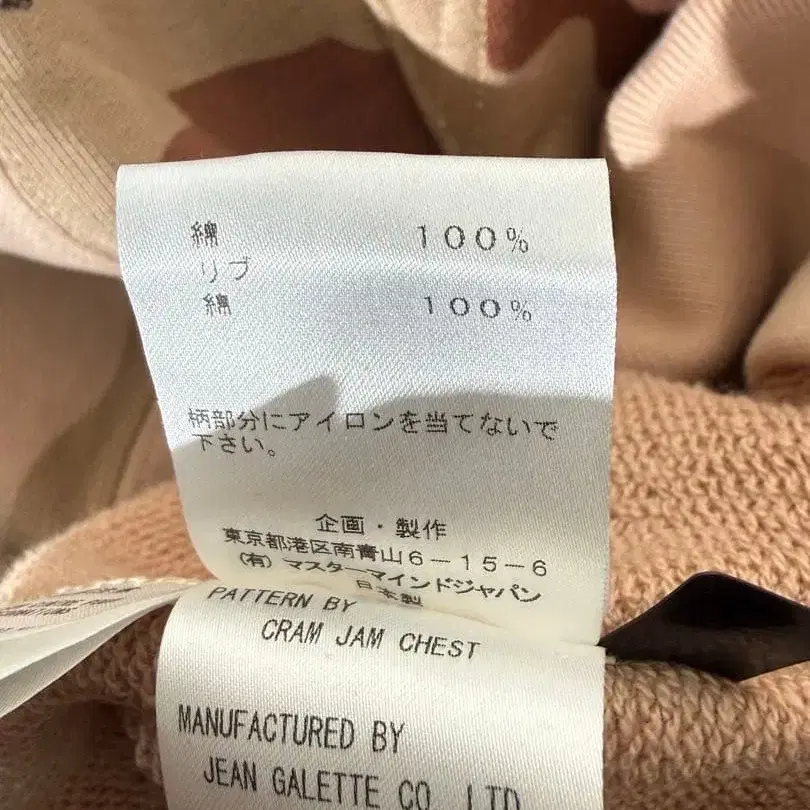 綿 100%
リブ
綿 100%
柄部分にアイロンを当てないで
下さい。
企画・製作
東京都港区南青山6-15-6
(有) マスターマインドジャパン
日本製
PATTERN BY
CRAM JAM CHEST
MANUFACTURED BY
JEAN GALETTE CO. LTD